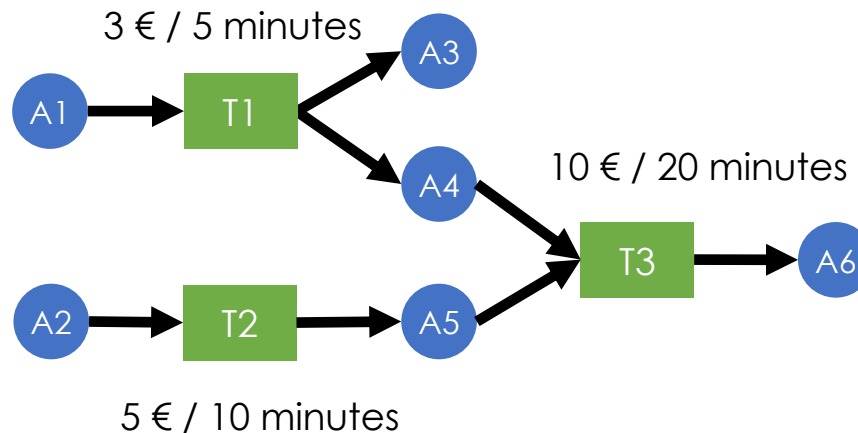 3 € / 5 minutes
A3
A1
T1
A4
10 € / 20 minutes
T3
A6
A2
T2
A5
5 € / 10 minutes